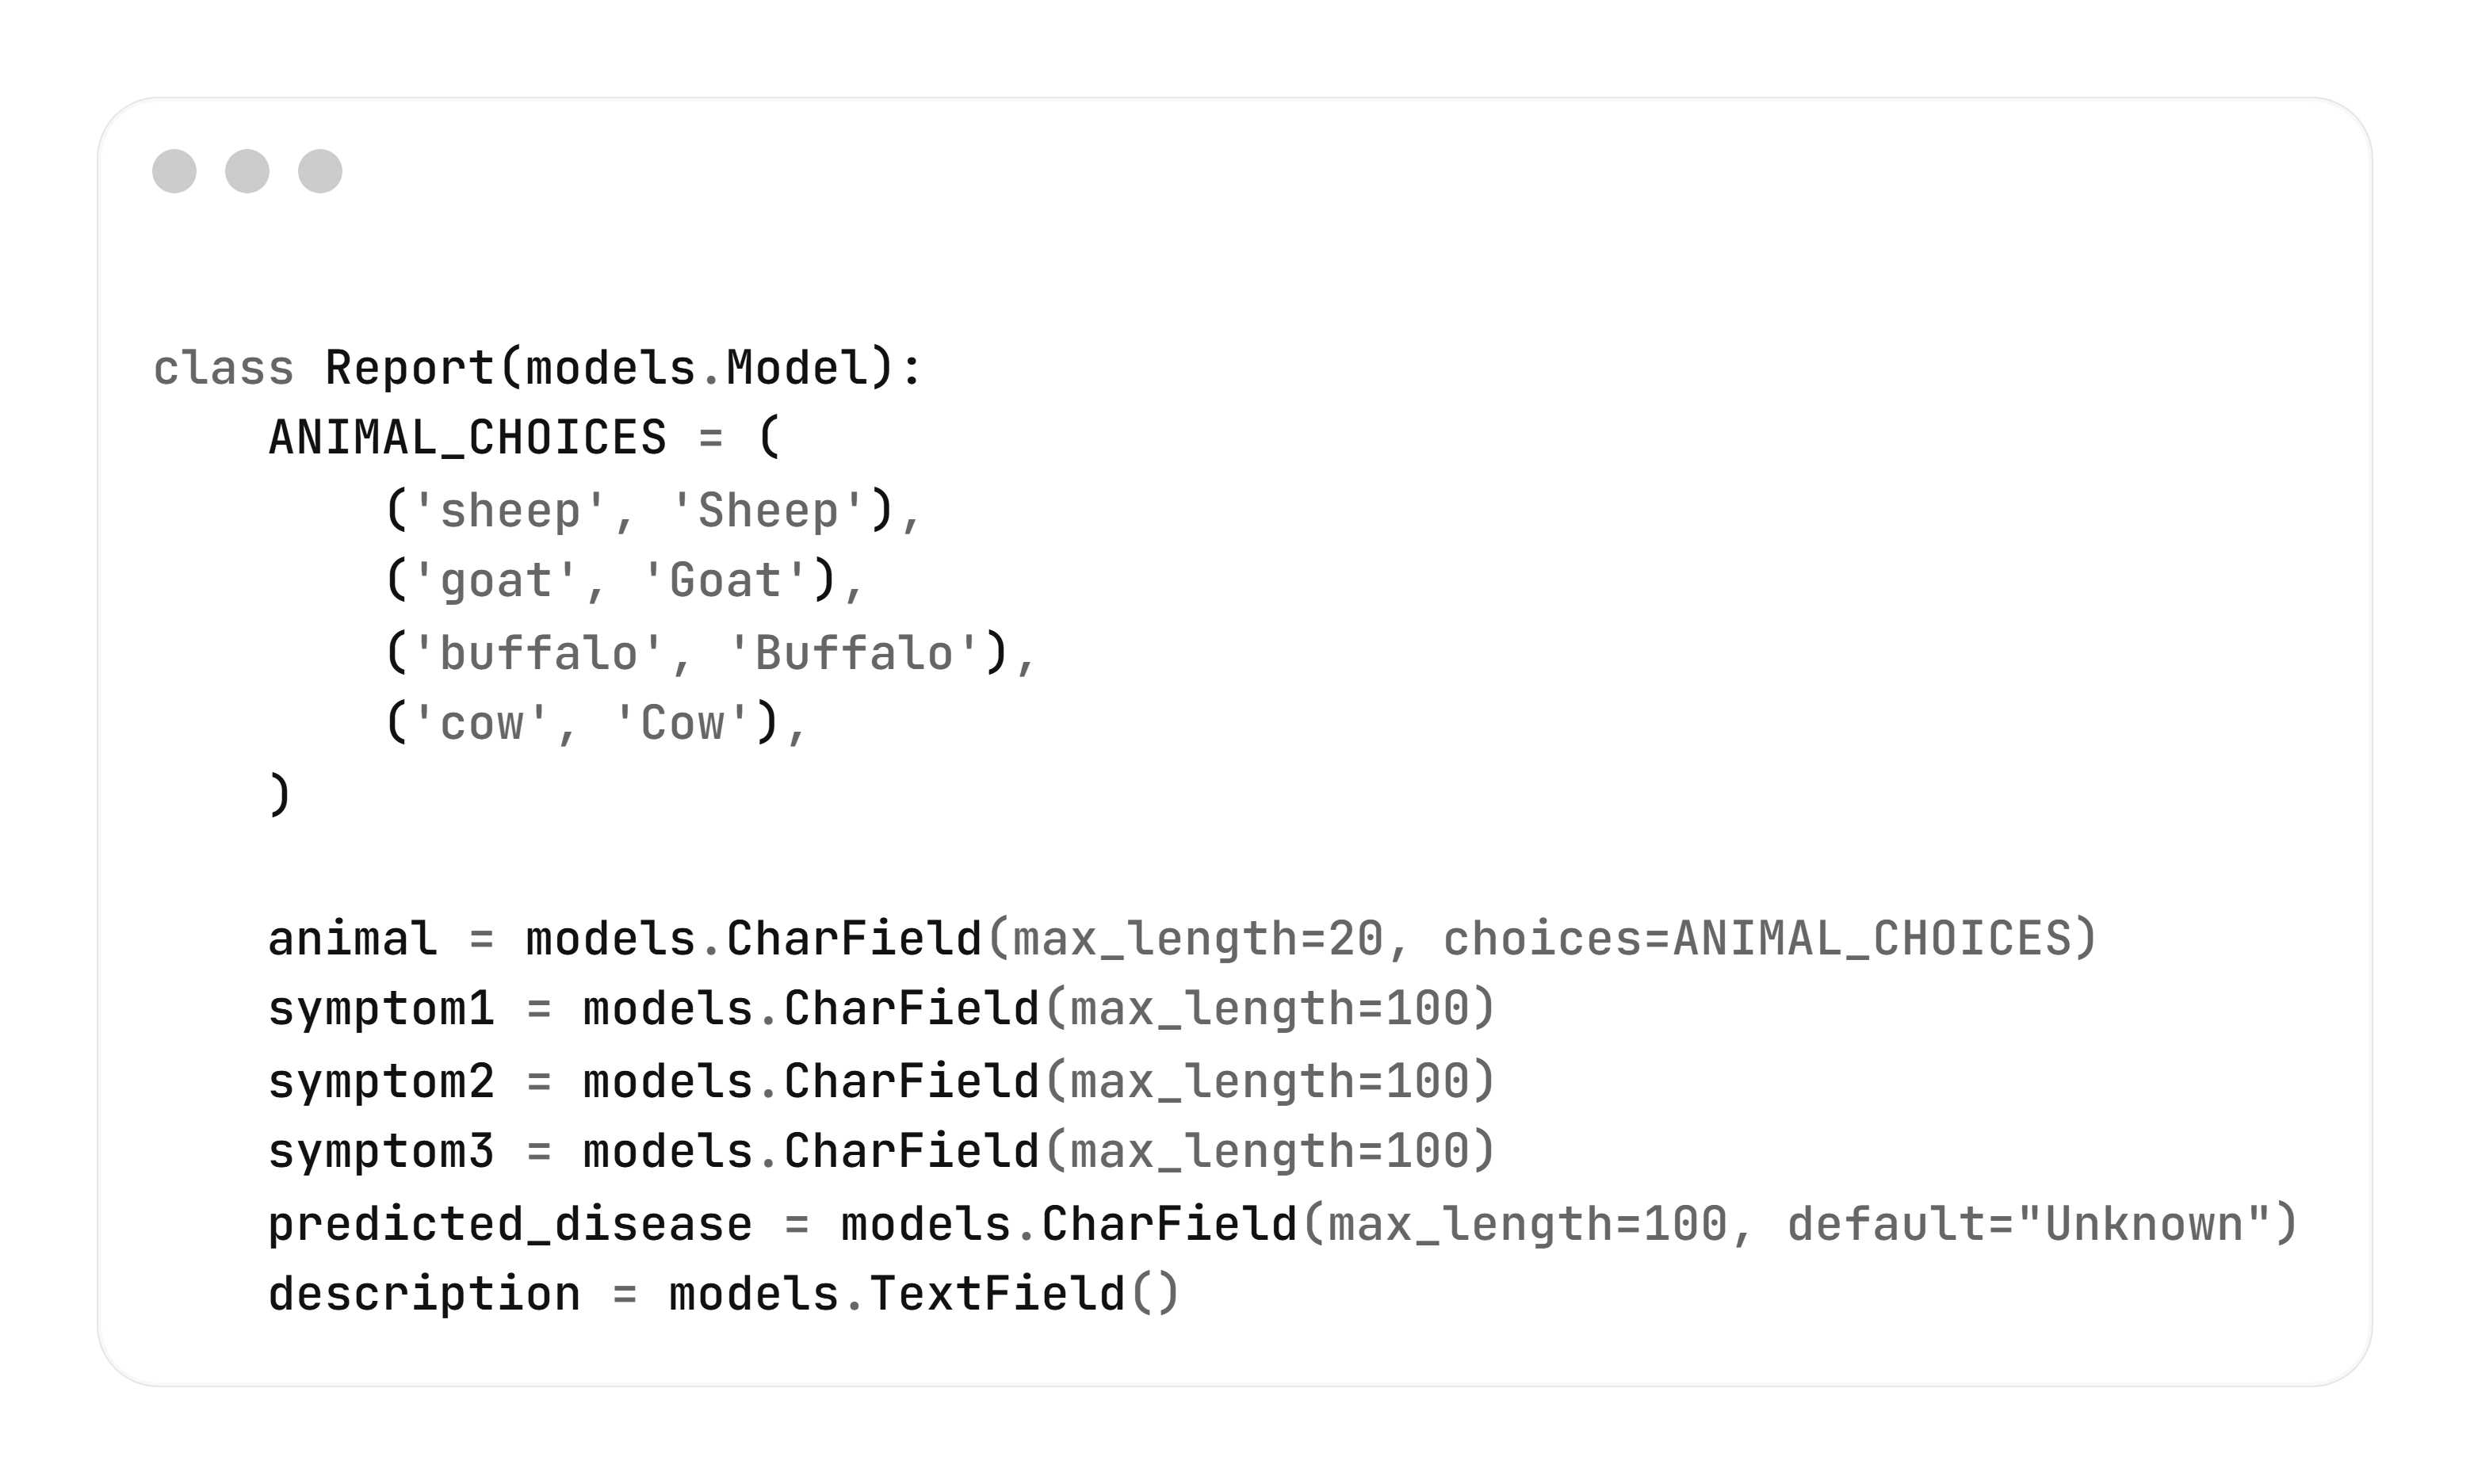 class Report(models.Model):
    ANIMAL_CHOICES = (
        ('sheep', 'Sheep'),
        ('goat', 'Goat'),
        ('buffalo', 'Buffalo'),
        ('cow', 'Cow'),
    )

    animal = models.CharField(max_length=20, choices=ANIMAL_CHOICES)
    symptom1 = models.CharField(max_length=100)
    symptom2 = models.CharField(max_length=100)
    symptom3 = models.CharField(max_length=100)
    predicted_disease = models.CharField(max_length=100, default="Unknown")
    description = models.TextField()